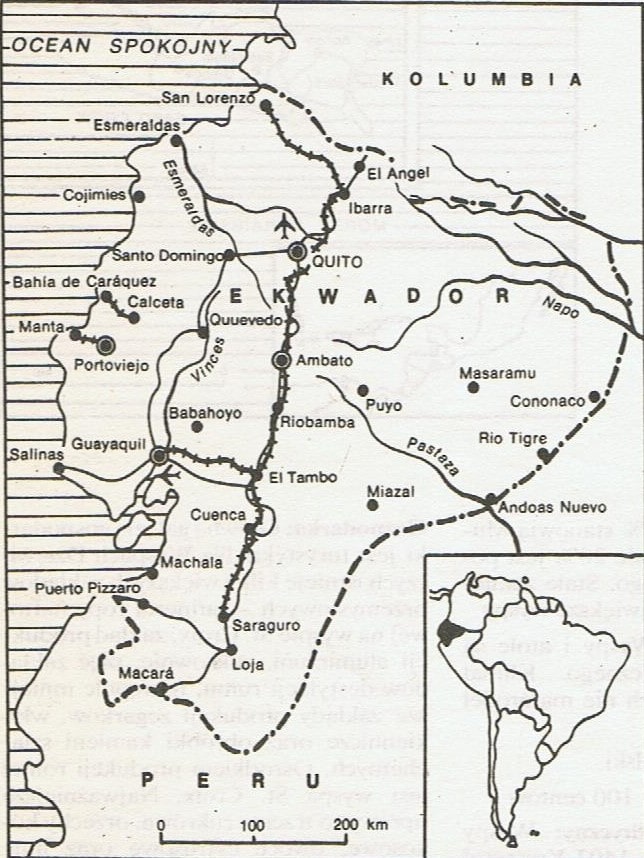 OCEAN SPOKOJNY
KOLUMBIA
San Lorenzo
Esmeraldas
El Angel
Esmeraldas
Cojimies
Ibarra
Santo Domingo
QUITO
Bahía de Caráquez
EKWADOR
Calceta
Napo
Manta
Quuevedo
Portoviejo
Vinces
Ambato
Masaramu
Puyo
Cononaco
Babahoyo
Riobamba
Guayaquil
Rio Tigre
Salinas
Pastaza
El Tambo
Miazal
Andoas Nuevo
Cuenca
Machala
Puerto Pizzaro
Saraguro
Loja
Macará
PERU
0 100 200 km